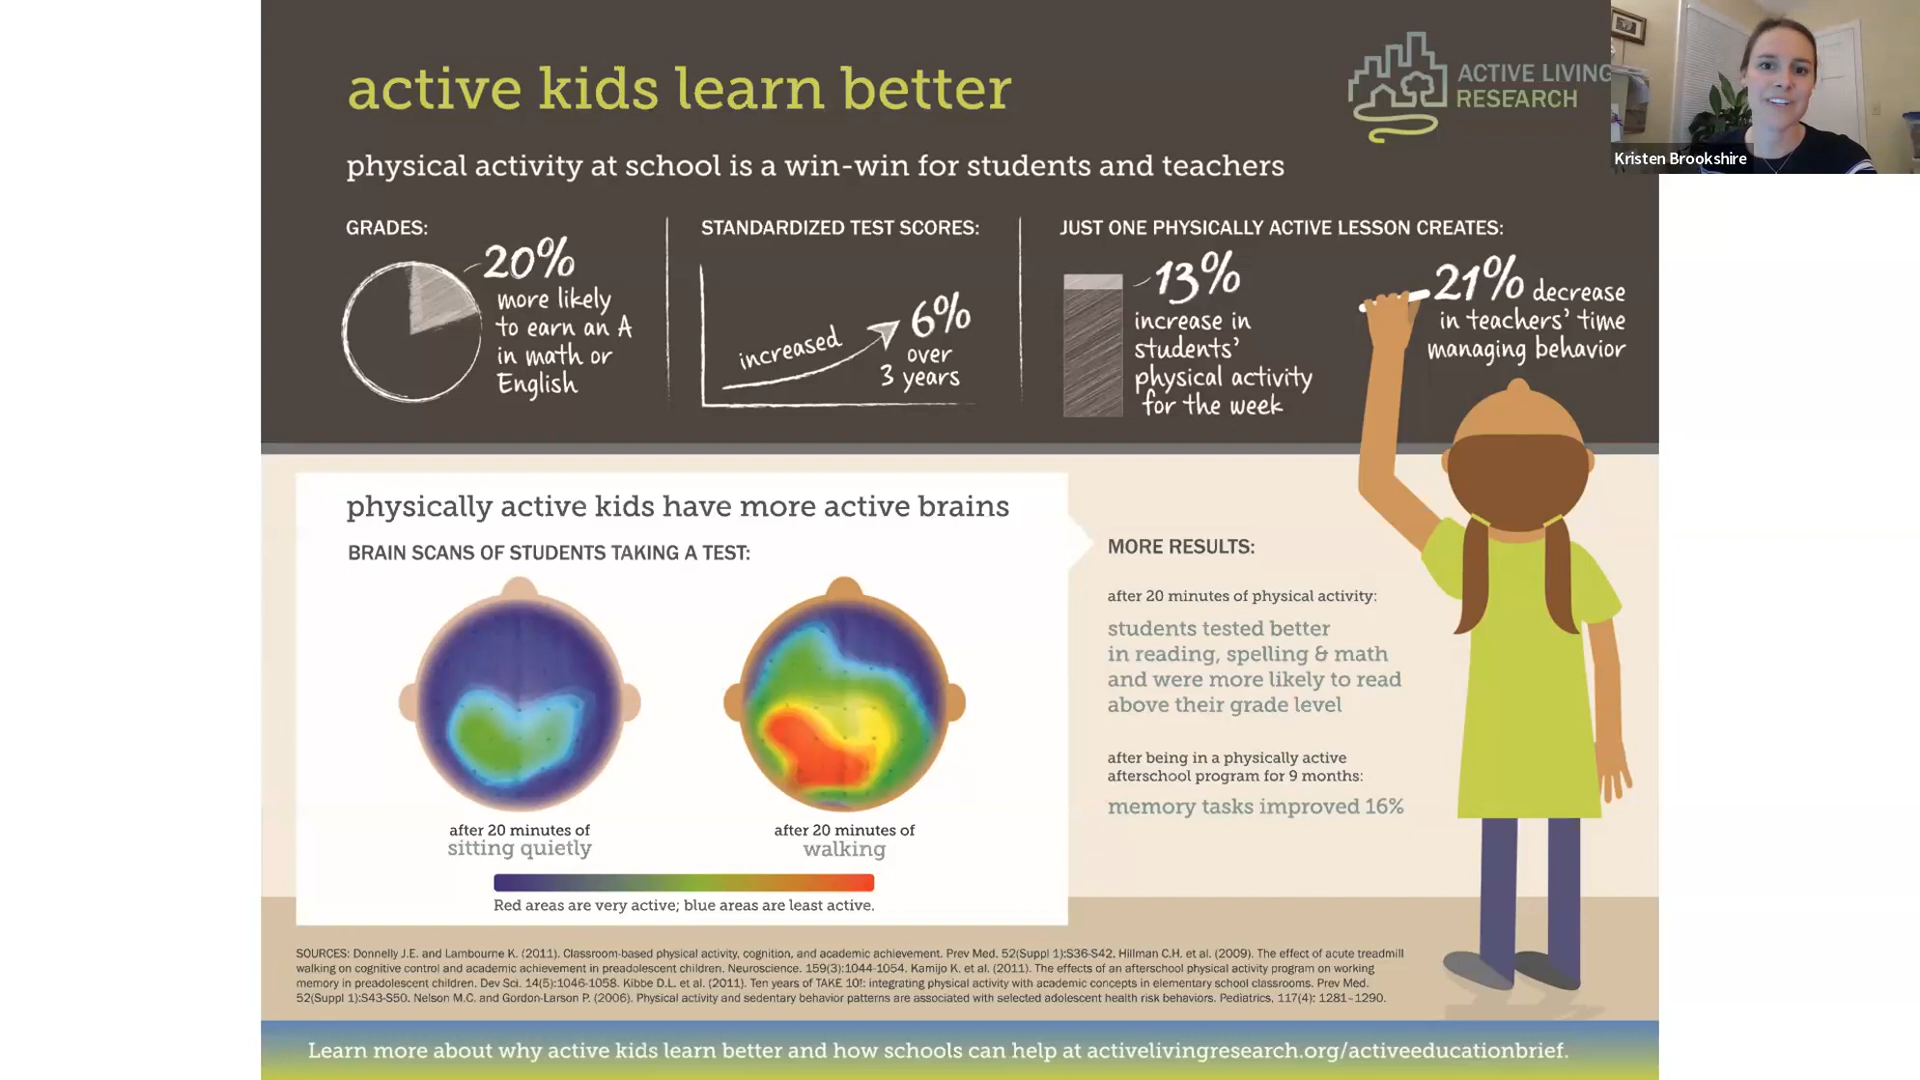 active kids learn better
ACTIVE LIVING
RESEARCH
Kristen Brookshire
physical activity at school is a win-win for students and teachers
GRADES:
20%
more likely
to earn an A
in math or
English
STANDARDIZED TEST SCORES:
increased
6%
over
3 years
JUST ONE PHYSICALLY ACTIVE LESSON CREATES:
13%
increase in
students'
physical activity
for the week
21% decrease
in teachers' time
managing behavior
physically active kids have more active brains
BRAIN SCANS OF STUDENTS TAKING A TEST:
after 20 minutes of
sitting quietly
after 20 minutes of
walking
Red areas are very active; blue areas are least active.
MORE RESULTS:
after 20 minutes of physical activity:
students tested better
in reading, spelling & math
and were more likely to read
above their grade level
after being in a physically active
afterschool program for 9 months:
memory tasks improved 16%
SOURCES: Donnelly J.E. and Lambourne K. (2011). Classroom-based physical activity, cognition, and academic achievement. Prev Med. 52(Suppl 1):S36-S42. Hillman C.H. et al. (2009). The effect of acute treadmill
walking on cognitive control and academic achievement in preadolescent children. Neuroscience. 159(3):1044-1054. Kamijo K. et al. (2011). The effects of an afterschool physical activity program on working
memory in preadolescent children. Dev Sci. 14(5):1046-1058. Kibbe D.L. et al. (2011). Ten years of TAKE 10!: integrating physical activity with academic concepts in elementary school classrooms. Prev Med.
52(Suppl 1):S43-S50. Nelson M.C. and Gordon-Larson P. (2006). Physical activity and sedentary behavior patterns are associated with selected adolescent health risk behaviors. Pediatrics, 117(4): 1281–1290.
Learn more about why active kids learn better and how schools can help at activelivingresearch.org/activeeducationbrief.